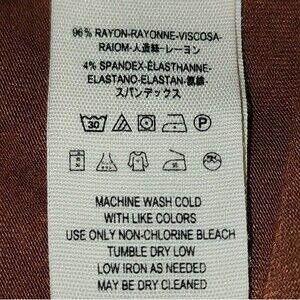 96% RAYON-RAYONNE-VISCOSA-
RAIOM-人造絲-レーヨン
4% SPANDEX-ÉLASTHANNE-
ELASTANO-ELASTAN-
スパンデックス
30 P
MACHINE WASH COLD
WITH LIKE COLORS
USE ONLY NON-CHLORINE BLEACH
TUMBLE DRY LOW
LOW IRON AS NEEDED
MAY BE DRY CLEANED